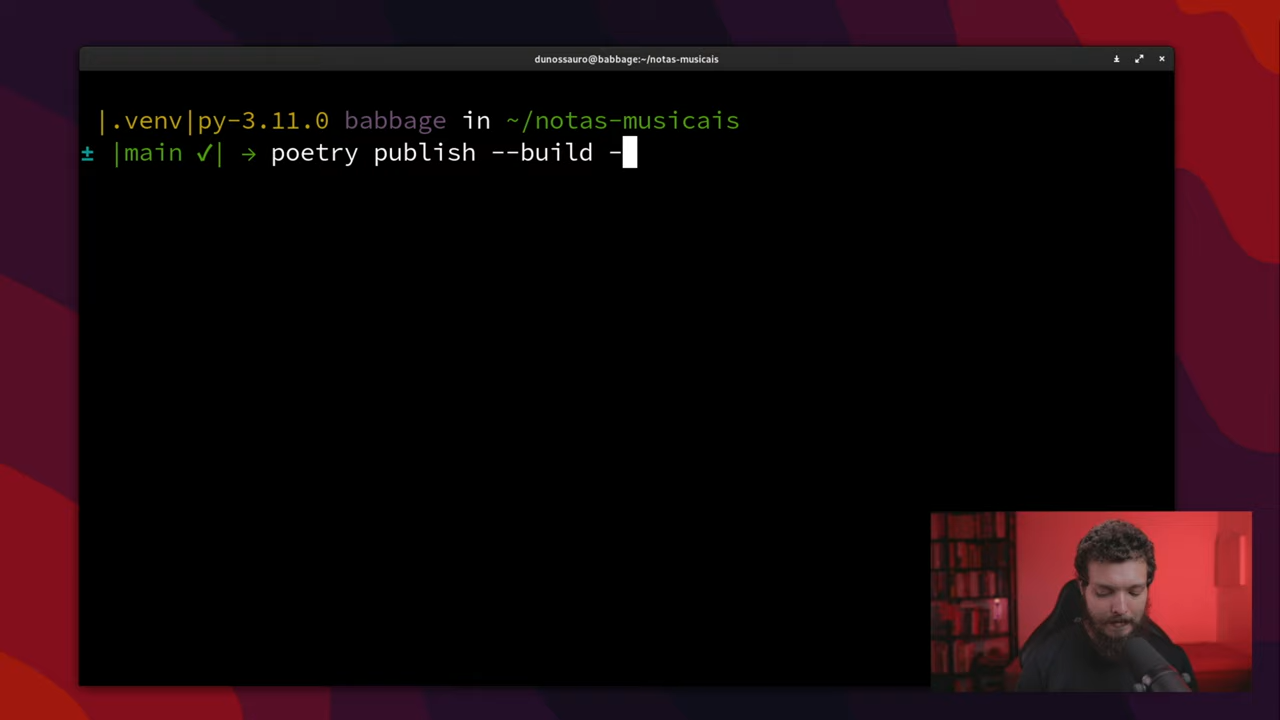 dunossauro@babbage:~/notas-musicais
|.venv|py-3.11.0 babbage in ~/notas-musicais
± |main ✓| → poetry publish --build -